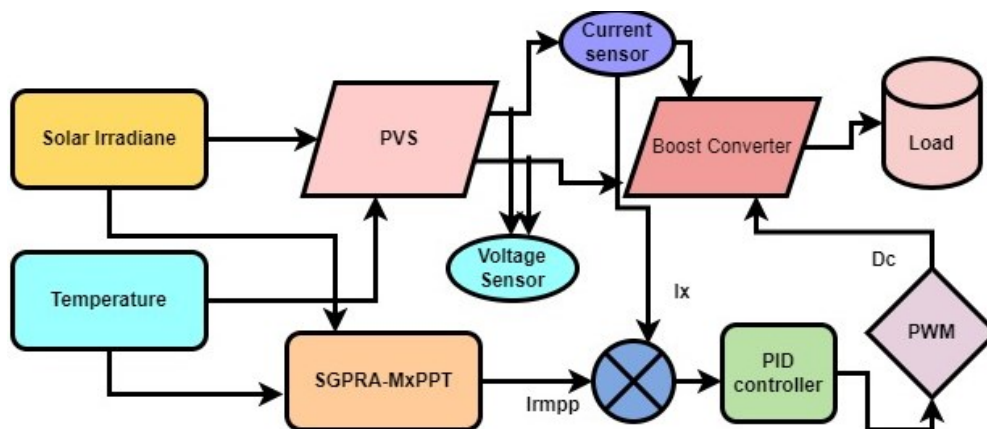 Current
sensor
Solar Irradiane
PVS
Boost Converter
Load
Voltage
Sensor
Temperature
Ix
Dc
SGPRA-MxPPT
Irmpp
PID
controller
PWM